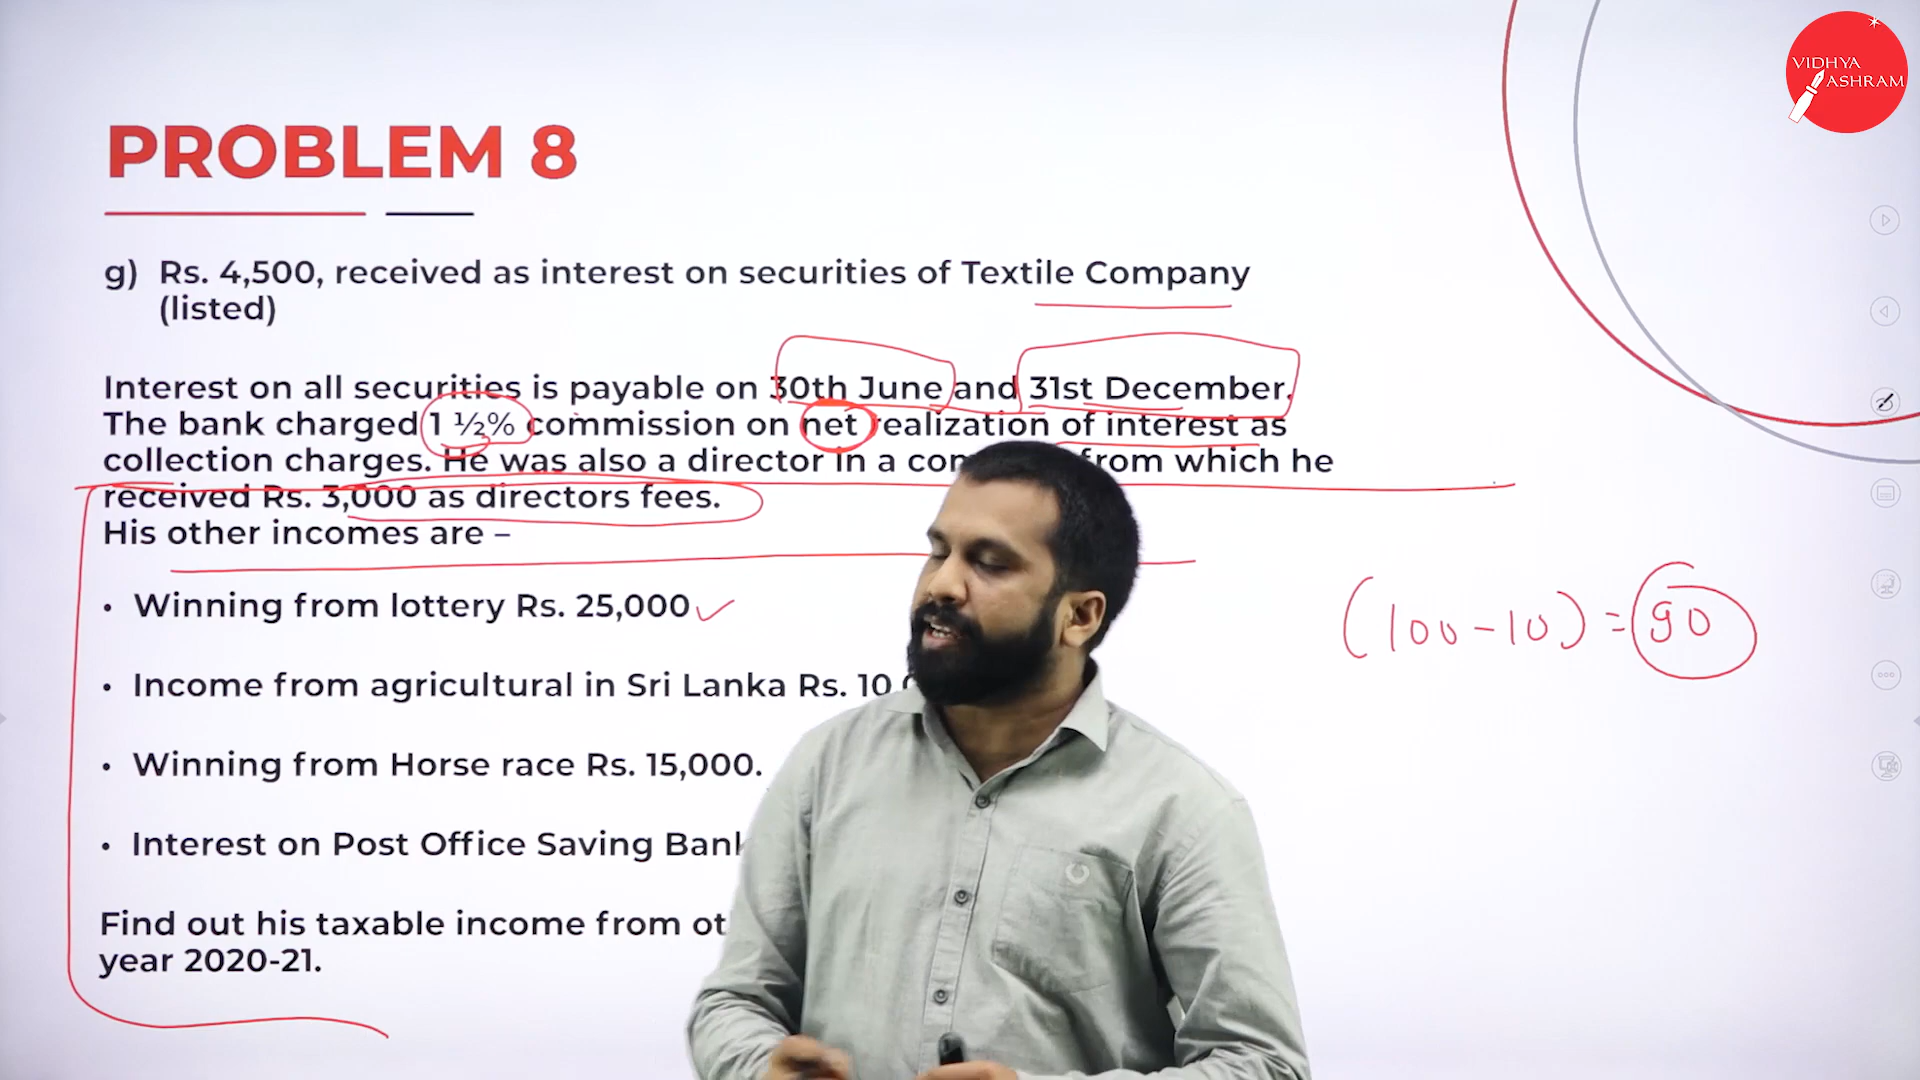 VIDHYA
ASHRAM
PROBLEM 8
g) Rs. 4,500, received as interest on securities of Textile Company
(listed)
Interest on all securities is payable on 30th June and 31st December.
The bank charged 1 ½% commission on net realization of interest as
collection charges. He was also a director in a from which he
received Rs. 3,000 as directors fees.
His other incomes are –
• Winning from lottery Rs. 25,000
(100-10) = 90
• Income from agricultural in Sri Lanka Rs. 10
• Winning from Horse race Rs. 15,000.
• Interest on Post Office Saving Bank
Find out his taxable income from
year 2020-21.